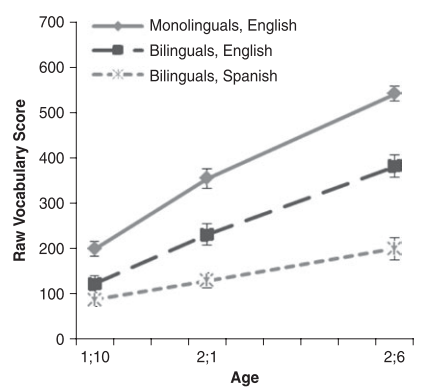 Monolinguals, English
Bilinguals, English
Bilinguals, Spanish
Raw Vocabulary Score
700
600
500
400
300
200
100
0
1;10
2;1
2;6
Age